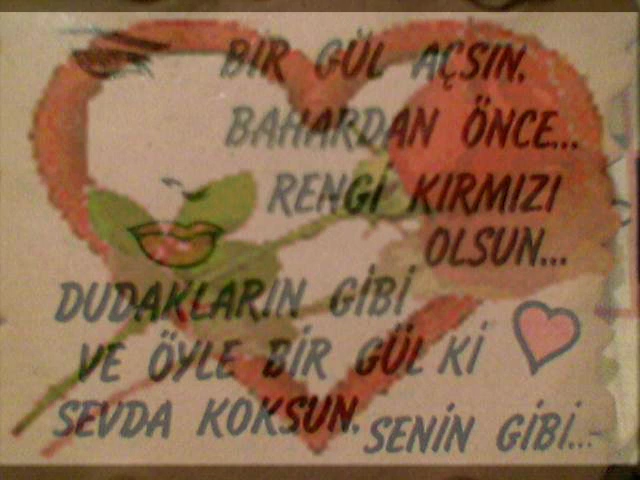 BİR GÜL AÇSIN.
BAHARDAN ÖNCE...
RENGİ KIRMIZI
OLSUN...
DUDAKLARIN GİBİ
VE ÖYLE BİR GÜL Kİ
SEVDA KOKSUN.
SENİN GİBİ...